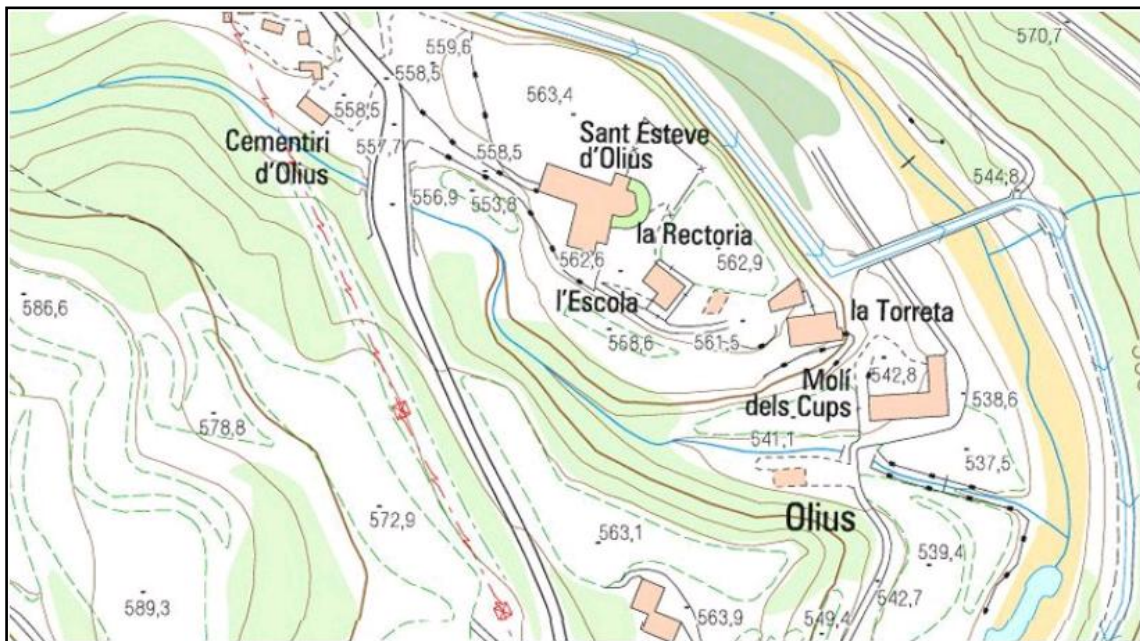 570,7
559,6
558,5
563,4
558,5
Sant Esteve
d'Olius
Cementiri
d'Olius
557,7
558,5
544,8
556,9
553,8
la Rectoria
562,6
562,9
l'Escola
586,6
la Torreta
558,6
561,5
Molí
dels Cups
542,8
538,6
578,8
541,1
537,5
Olius
572,9
563,1
539,4
589,3
563,9
549,4
542,7